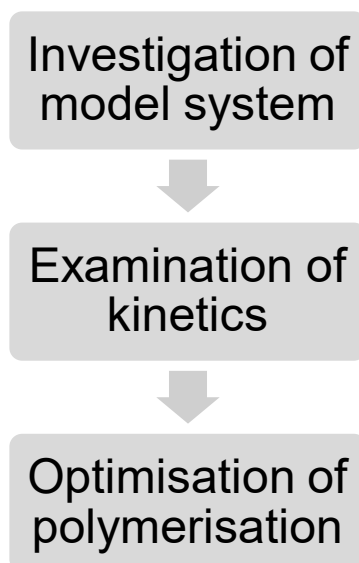 Investigation of
model system
Examination of
kinetics
Optimisation of
polymerisation